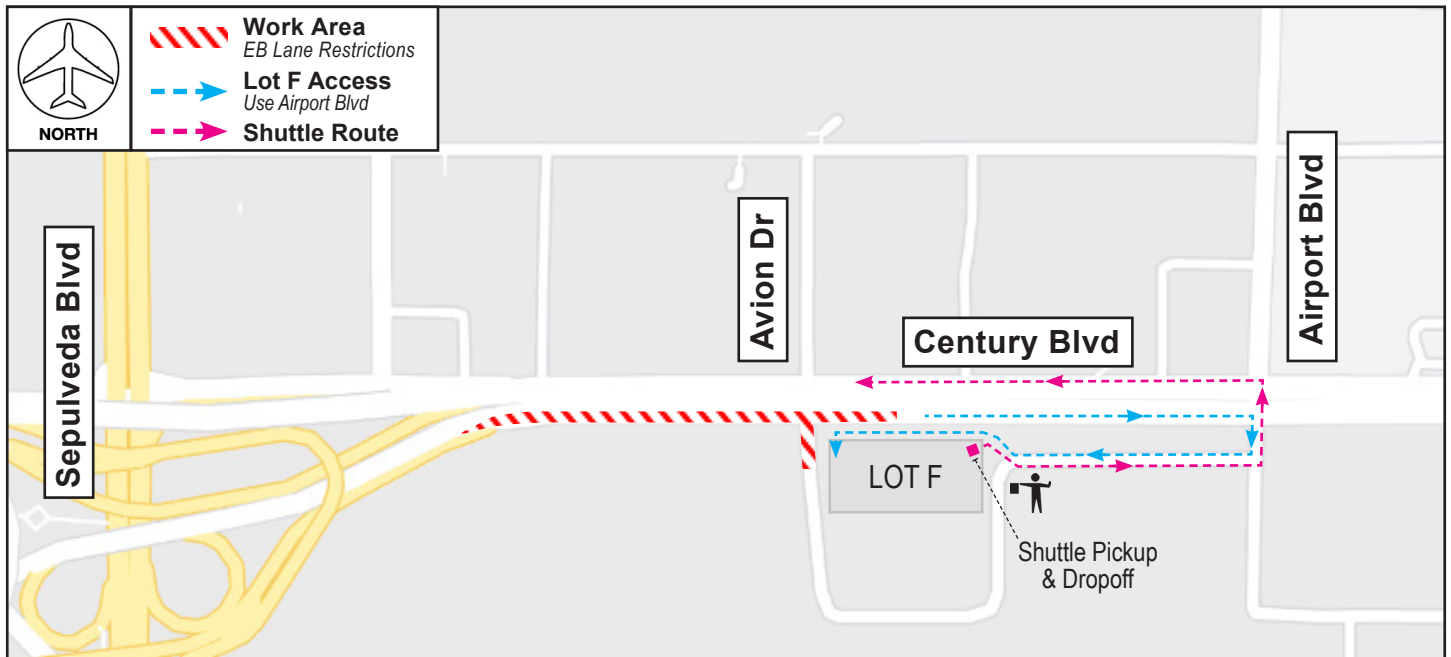 NORTH
Work Area
EB Lane Restrictions
Lot F Access
Use Airport Blvd
Shuttle Route
Sepulveda Blvd
Avion Dr
Century Blvd
Airport Blvd
LOT F
Shuttle Pickup
& Dropoff